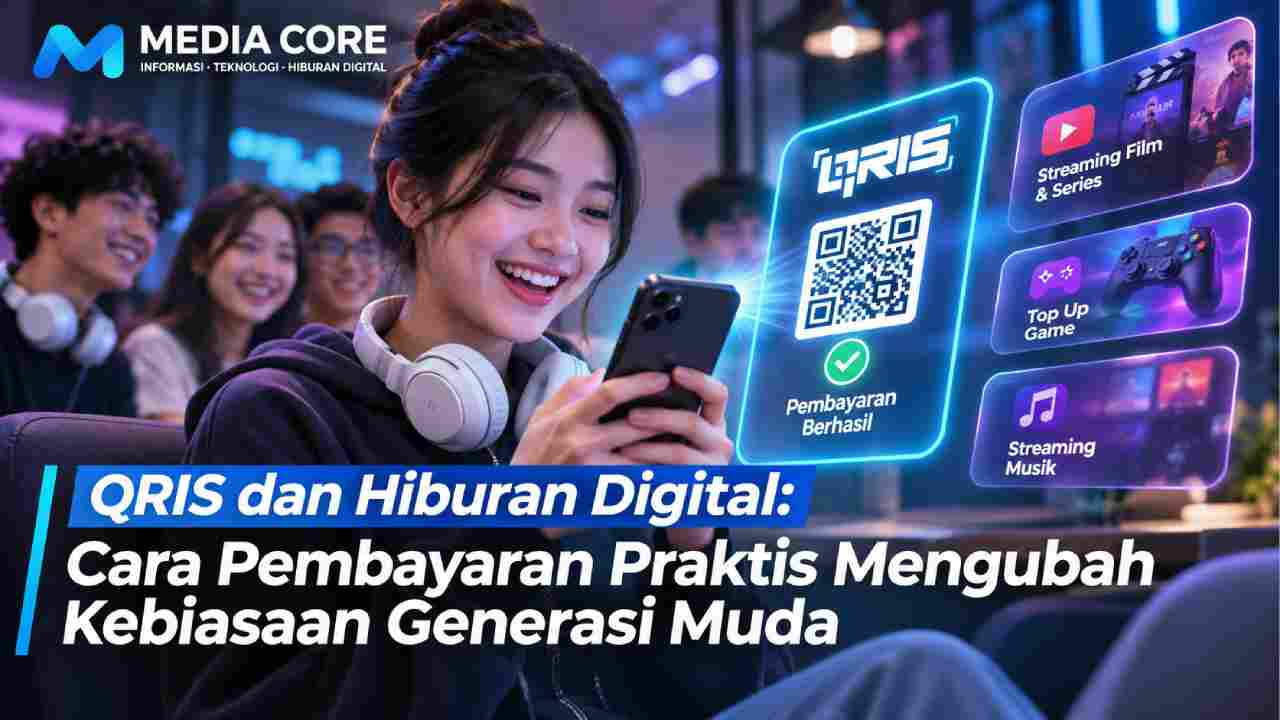 MEDIA CORE
INFORMASI • TEKNOLOGI • HIBURAN DIGITAL
QRIS
Pembayaran
Berhasil
Streaming Film
& Series
Top Up
Game
Streaming
Musik
QRIS dan Hiburan Digital:
Cara Pembayaran Praktis Mengubah
Kebiasaan Generasi Muda